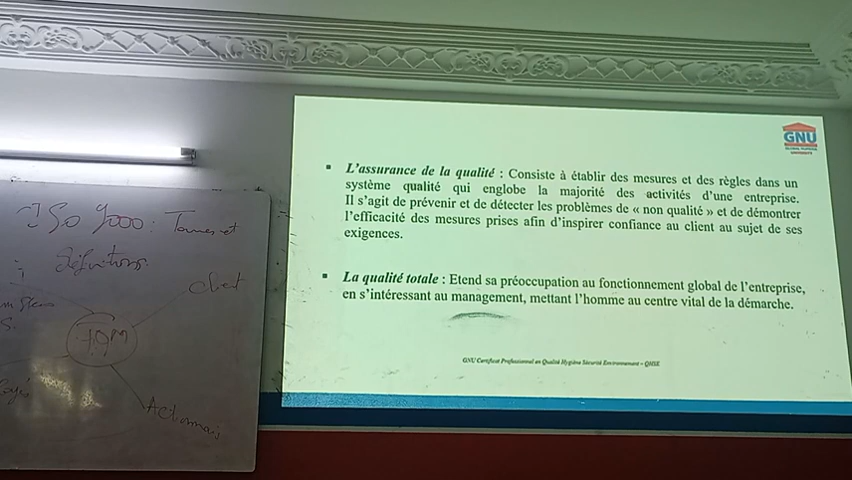 GNU
L'assurance de la qualité : Consiste à établir des mesures et des règles dans un
système qualité qui englobe la majorité des activités d'une entreprise.
Il s'agit de prévenir et de détecter les problèmes de « non qualité » et de démontrer
l'efficacité des mesures prises afin d'inspirer confiance au client au sujet de ses
exigences.
La qualité totale : Etend sa préoccupation au fonctionnement global de l'entreprise,
en s'intéressant au management, mettant l'homme au centre vital de la démarche.
GNU Certificat Professionnel en Qualité Hygiène Sécurité Environnement – QHSE
ISO 9000 :
Définitions
Client
TQM